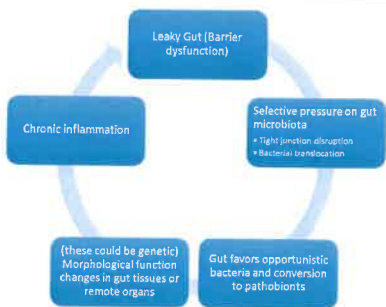 Leaky Gut (Barrier
dysfunction)
Selective pressure on gut
microbiota
• Tight junction disruption
• Bacterial translocation
Gut favors opportunistic
bacteria and conversion
to pathobionts
(these could be genetic)
Morphological function
changes in gut tissues or
remote organs
Chronic inflammation